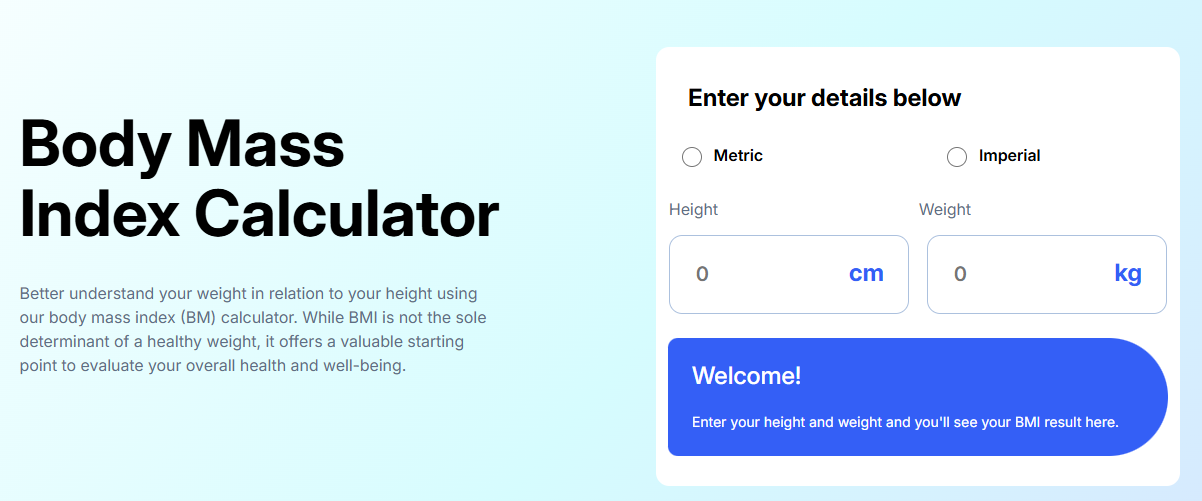 Body Mass
Index Calculator
Better understand your weight in relation to your height using
our body mass index (BM) calculator. While BMI is not the sole
determinant of a healthy weight, it offers a valuable starting
point to evaluate your overall health and well-being.
Enter your details below
Metric
Imperial
Height
Weight
0 cm
0 kg
Welcome!
Enter your height and weight and you'll see your BMI result here.